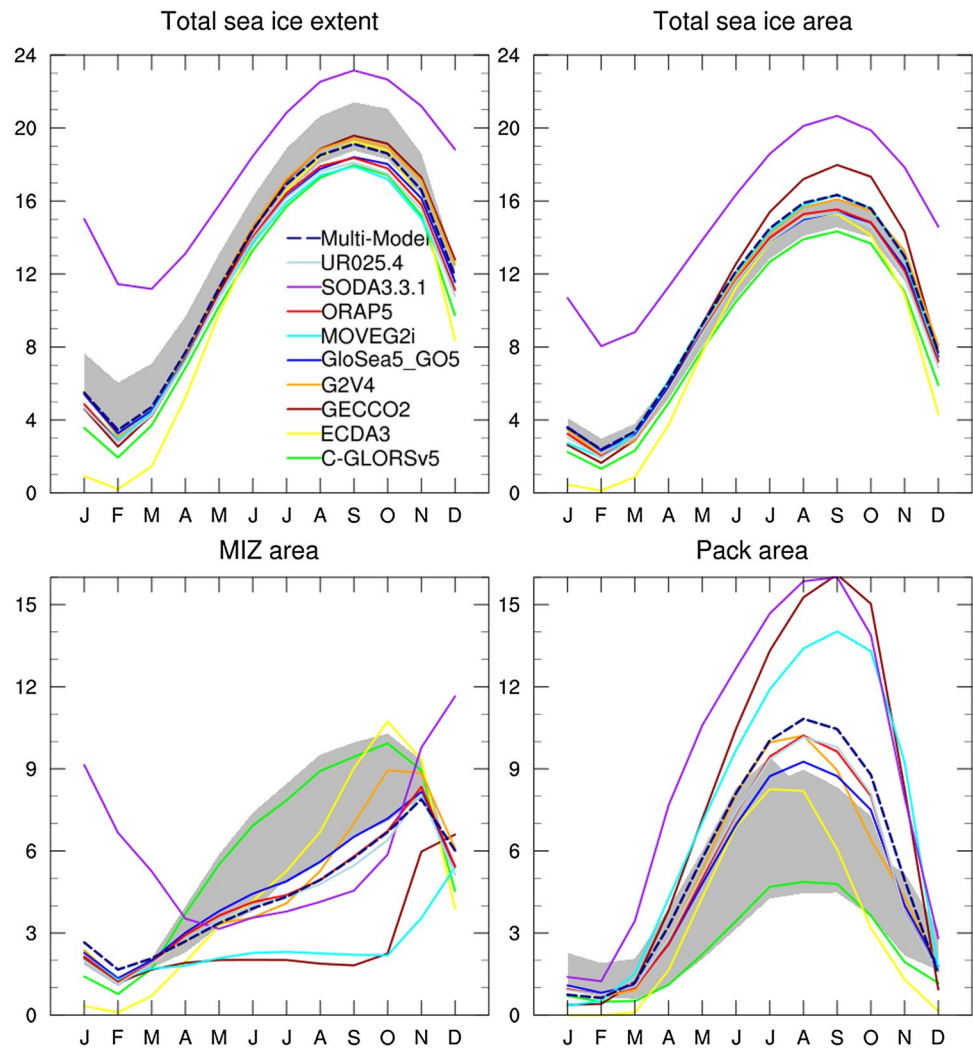 Total sea ice extent
Total sea ice area
24
20
16
12
8
4
0
J F M A M J J A S O N D
Multi-Model
UR025.4
SODA3.3.1
ORAP5
MOVEG2i
GloSea5_GO5
G2V4
GECCO2
ECDA3
C-GLORSv5
24
20
16
12
8
4
0
J F M A M J J A S O N D
MIZ area
Pack area
15
12
9
6
3
0
J F M A M J J A S O N D
15
12
9
6
3
0
J F M A M J J A S O N D